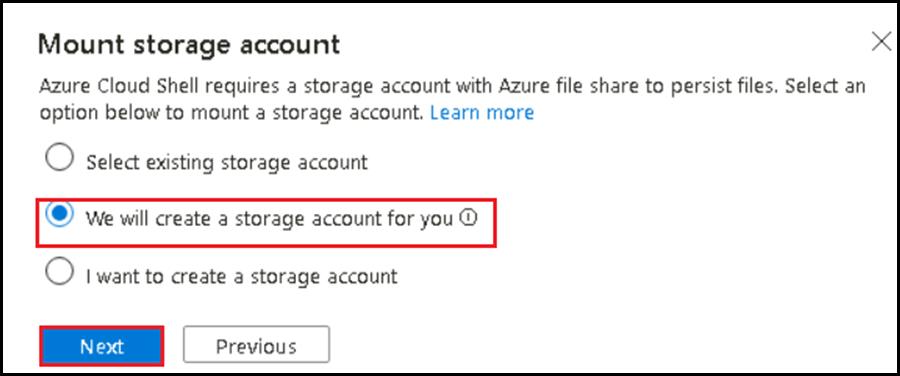 Mount storage account
Azure Cloud Shell requires a storage account with Azure file share to persist files. Select an
option below to mount a storage account. Learn more
Select existing storage account
We will create a storage account for you
I want to create a storage account
Next
Previous